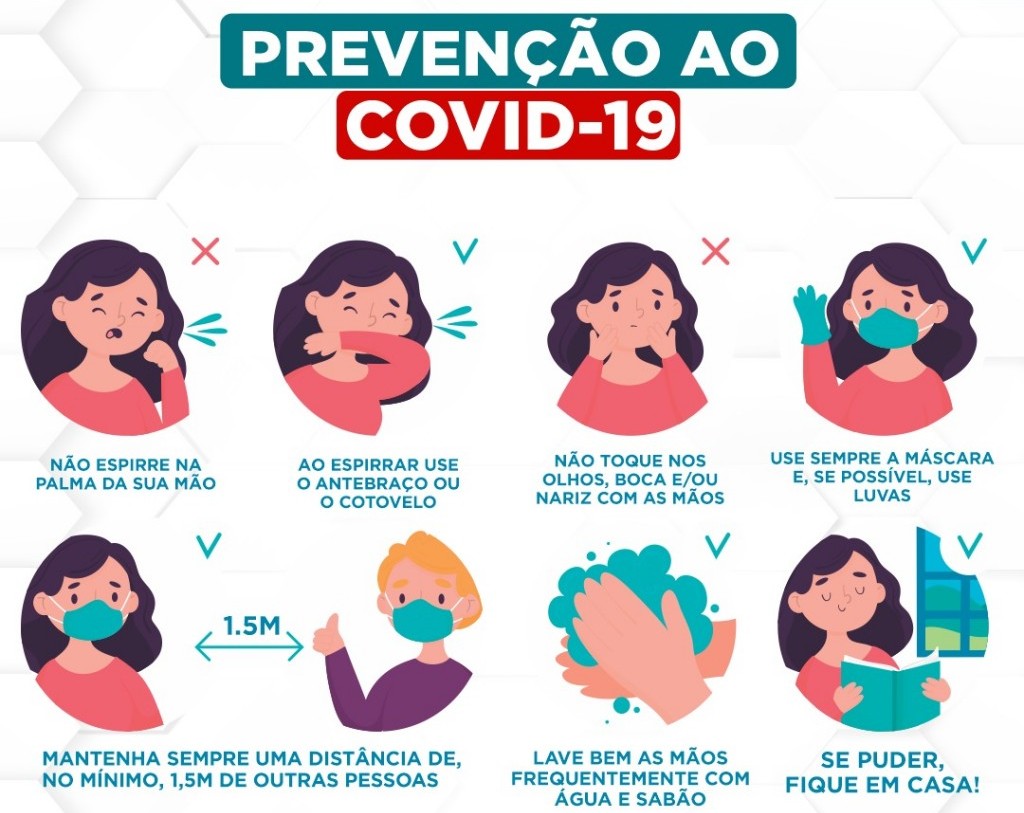 PREVENÇÃO AO
COVID-19
NÃO ESPIRRE NA
PALMA DA SUA MÃO
AO ESPIRRAR USE
O ANTEBRAÇO OU
O COTOVELO
NÃO TOQUE NOS
OLHOS, BOCA E/OU
NARIZ COM AS MÃOS
USE SEMPRE A MÁSCARA
E, SE POSSÍVEL, USE
LUVAS
1.5M
MANTENHA SEMPRE UMA DISTÂNCIA DE,
NO MÍNIMO, 1,5M DE OUTRAS PESSOAS
LAVE BEM AS MÃOS
FREQUENTEMENTE COM
ÁGUA E SABÃO
SE PUDER,
FIQUE EM CASA!